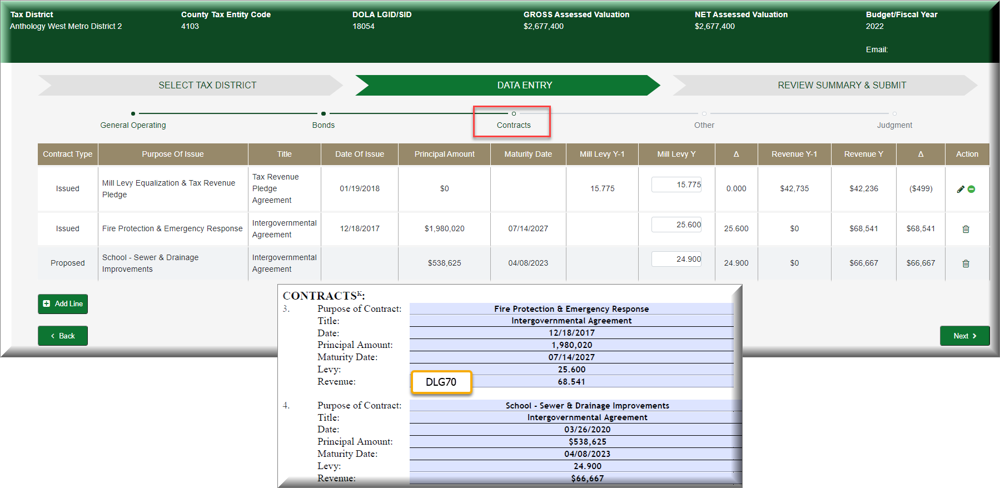 Tax District
Anthology West Metro District 2
County Tax Entity Code
4103
DOLA LGID/SID
18054
GROSS Assessed Valuation
$2,677,400
NET Assessed Valuation
$2,677,400
Budget/Fiscal Year
2022
Email:
SELECT TAX DISTRICT
DATA ENTRY
REVIEW SUMMARY & SUBMIT
General Operating
Bonds
Contracts
Other
Judgment
Contract Type Purpose Of Issue Title Date Of Issue Principal Amount Maturity Date Mill Levy Y-1 Mill Levy Y Δ Revenue Y-1 Revenue Y Δ Action
Issued
Mill Levy Equalization & Tax Revenue
Pledge
Tax Revenue
Pledge
Agreement
01/19/2018
$0
15.775
15.775
0.000
$42,735
$42,236
($499)
Issued
Fire Protection & Emergency Response
Intergovernmental
Agreement
12/18/2017
$1,980,020
07/14/2027
25.600
25.600
$0
$68,541
$68,541
Proposed
School - Sewer & Drainage
Improvements
Intergovernmental
Agreement
$538,625
04/08/2023
24.900
24.900
$0
$66,667
$66,667
Add Line
Back
Next
CONTRACTSᴷ:
3. Purpose of Contract: Fire Protection & Emergency Response
Title: Intergovernmental Agreement
Date: 12/18/2017
Principal Amount: 1,980,020
Maturity Date: 07/14/2027
Levy: 25.600
Revenue: 68.541
DLG70
4. Purpose of Contract: School - Sewer & Drainage Improvements
Title: Intergovernmental Agreement
Date: 03/26/2020
Principal Amount: $538,625
Maturity Date: 04/08/2023
Levy: 24.900
Revenue: $66,667